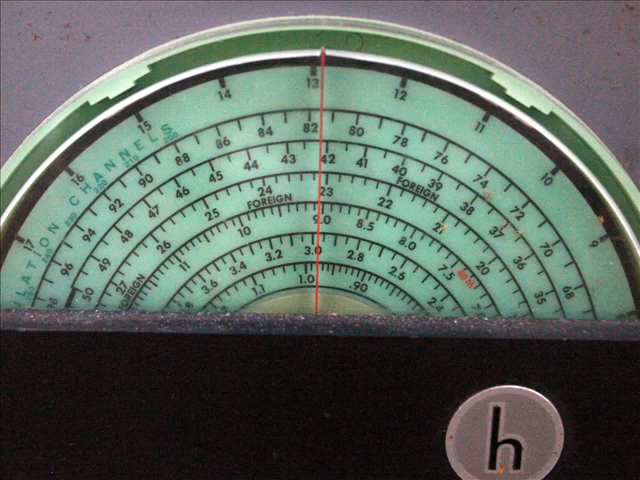 17 16 15 14 13 12 11 10 9
LATION CHANNELS
96 94 92 90 88 86 84 82 80 78 76 74 72 70 68
50 49 48 47 46 45 44 43 42 41 40 39 38 37 36 35
FOREIGN FOREIGN FOREIGN
27 26 25 24 23 22 20
11 10 9.0 8.5 8.0 7.5
3.6 3.4 3.2 3.0 2.8 2.6 2.4
1.1 1.0 .90
h